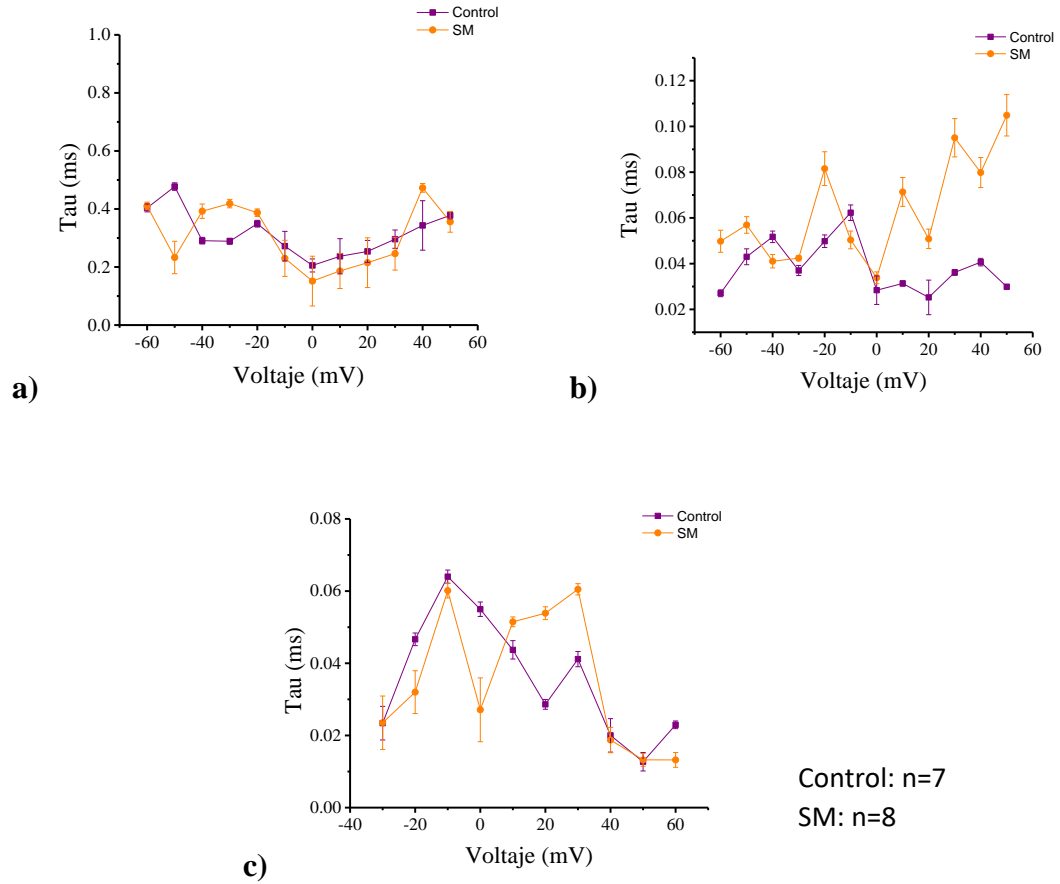 Control
SM
1.0
0.8
0.6
0.4
0.2
0.0
Tau (ms)
-60 -40 -20 0 20 40 60
Voltaje (mV)
a)
Control
SM
0.12
0.10
0.08
0.06
0.04
0.02
Tau (ms)
-60 -40 -20 0 20 40 60
Voltaje (mV)
b)
Control
SM
0.08
0.06
0.04
0.02
0.00
Tau (ms)
-40 -20 0 20 40 60
Voltaje (mV)
c)
Control: n=7
SM: n=8